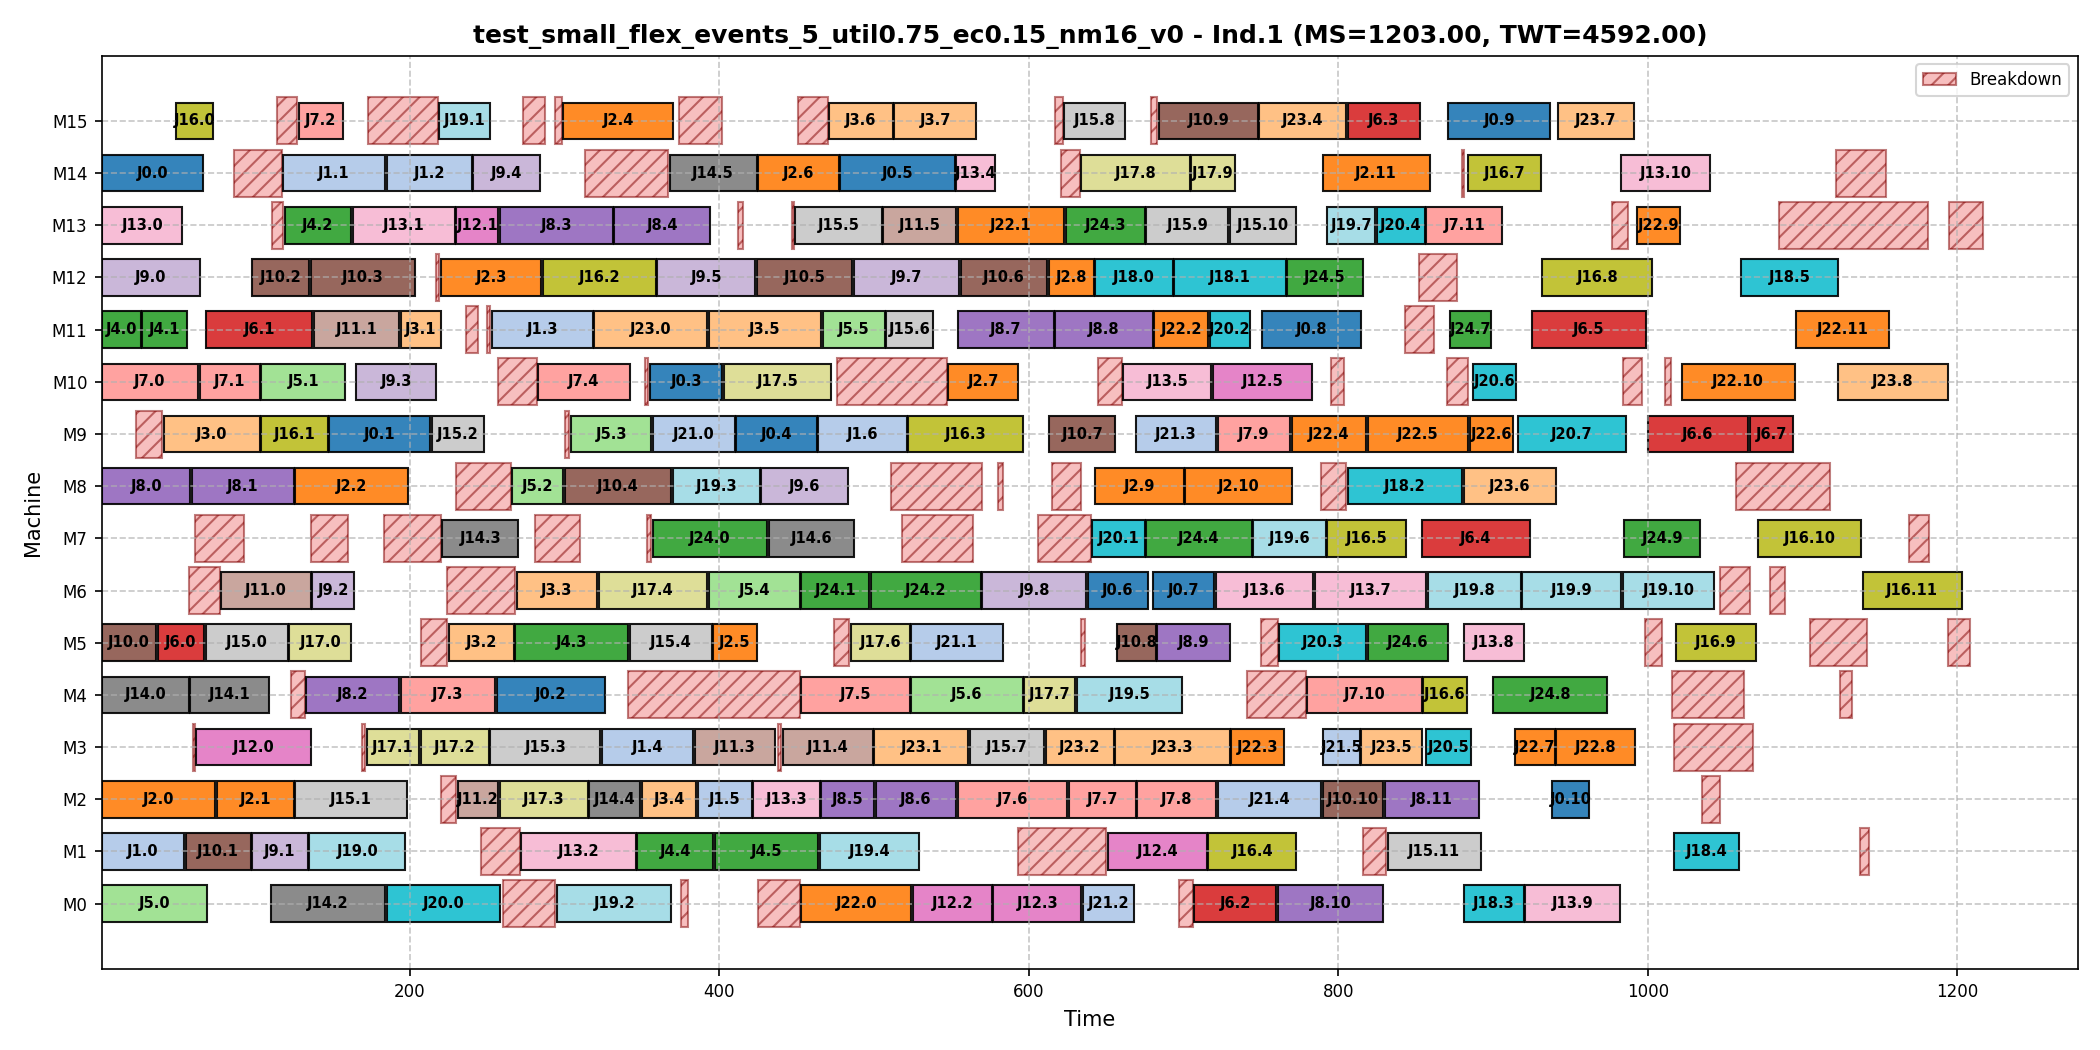 test_small_flex_events_5_util0.75_ec0.15_nm16_v0 - Ind.1 (MS=1203.00, TWT=4592.00)
Breakdown
M15 J16.0 J7.2 J19.1 J2.4 J3.6 J3.7 J15.8 J10.9 J23.4 J6.3 J0.9 J23.7
M14 J0.0 J1.1 J1.2 J9.4 J14.5 J2.6 J0.5 J13.4 J17.8 J17.9 J2.11 J16.7 J13.10
M13 J13.0 J4.2 J13.1 J12.1 J8.3 J8.4 J15.5 J11.5 J22.1 J24.3 J15.9 J15.10 J19.7 J20.4 J7.11 J22.9
M12 J9.0 J10.2 J10.3 J2.3 J16.2 J9.5 J10.5 J9.7 J10.6 J2.8 J18.0 J18.1 J24.5 J16.8 J18.5
M11 J4.0 J4.1 J6.1 J11.1 J3.1 J1.3 J23.0 J3.5 J5.5 J15.6 J8.7 J8.8 J22.2 J20.2 J0.8 J24.7 J6.5 J22.11
M10 J7.0 J7.1 J5.1 J9.3 J7.4 J0.3 J17.5 J2.7 J13.5 J12.5 J20.6 J22.10 J23.8
M9 J3.0 J16.1 J0.1 J15.2 J5.3 J21.0 J0.4 J1.6 J16.3 J10.7 J21.3 J7.9 J22.4 J22.5 J22.6 J20.7 J6.6 J6.7
M8 J8.0 J8.1 J2.2 J5.2 J10.4 J19.3 J9.6 J2.9 J2.10 J18.2 J23.6
M7 J14.3 J24.0 J14.6 J20.1 J24.4 J19.6 J16.5 J6.4 J24.9 J16.10
M6 J11.0 J9.2 J3.3 J17.4 J5.4 J24.1 J24.2 J9.8 J0.6 J0.7 J13.6 J13.7 J19.8 J19.9 J19.10 J16.11
M5 J10.0 J6.0 J15.0 J17.0 J3.2 J4.3 J15.4 J2.5 J17.6 J21.1 J10.8 J8.9 J20.3 J24.6 J13.8 J16.9
M4 J14.0 J14.1 J8.2 J7.3 J0.2 J7.5 J5.6 J17.7 J19.5 J7.10 J16.6 J24.8
M3 J12.0 J17.1 J17.2 J15.3 J1.4 J11.3 J11.4 J23.1 J15.7 J23.2 J23.3 J22.3 J21.5 J23.5 J20.5 J22.7 J22.8
M2 J2.0 J2.1 J15.1 J11.2 J17.3 J14.4 J3.4 J1.5 J13.3 J8.5 J8.6 J7.6 J7.7 J7.8 J21.4 J10.10 J8.11 J0.10
M1 J1.0 J10.1 J9.1 J19.0 J13.2 J4.4 J4.5 J19.4 J12.4 J16.4 J15.11 J18.4
M0 J5.0 J14.2 J20.0 J19.2 J22.0 J12.2 J12.3 J21.2 J6.2 J8.10 J18.3 J13.9
Machine
200 400 600 800 1000 1200
Time